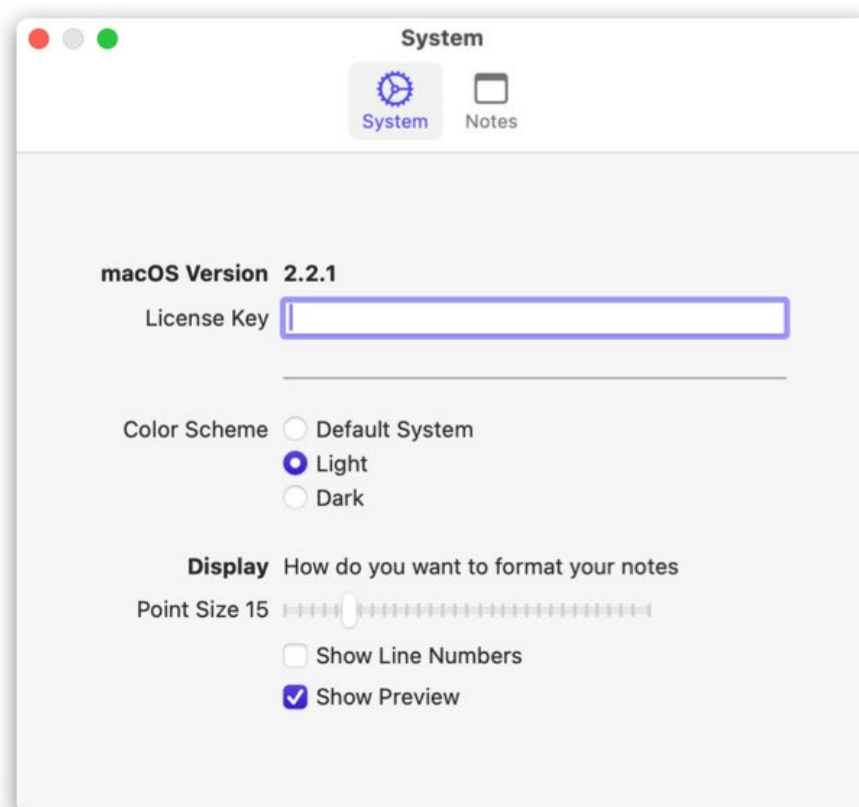 System
System Notes
macOS Version 2.2.1
License Key
Color Scheme Default System
Light
Dark
Display How do you want to format your notes
Point Size 15
Show Line Numbers
Show Preview